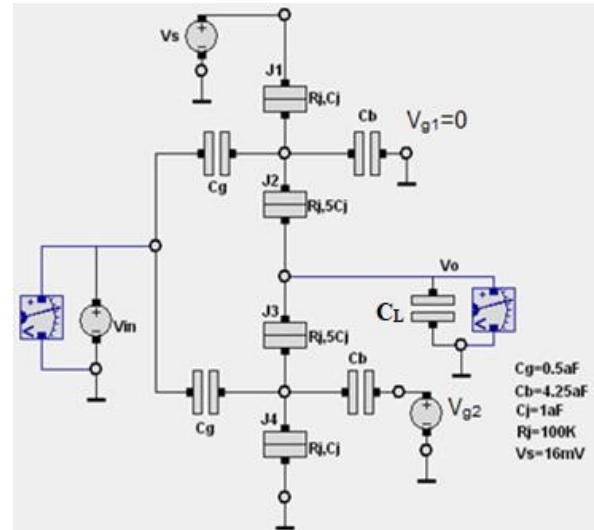 Vs
J1
Rj,Cj
Cb
Vg1=0
Cg
J2
Rj,5Cj
Vo
Vin
CL
J3
Rj,5Cj
Cb
Cg
Vg2
J4
Rj,Cj
Cg=0.5aF
Cb=4.25aF
Cj=1aF
Rj=100K
Vs=16mV